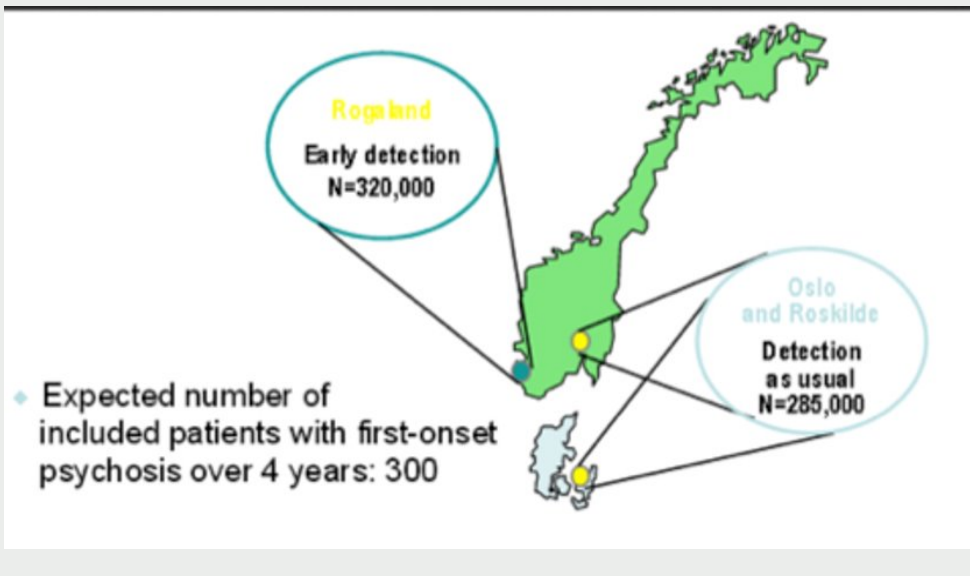 Rogaland
Early detection
N=320,000
Oslo
and Roskilde
Detection
as usual
N=285,000
Expected number of
included patients with first-onset
psychosis over 4 years: 300